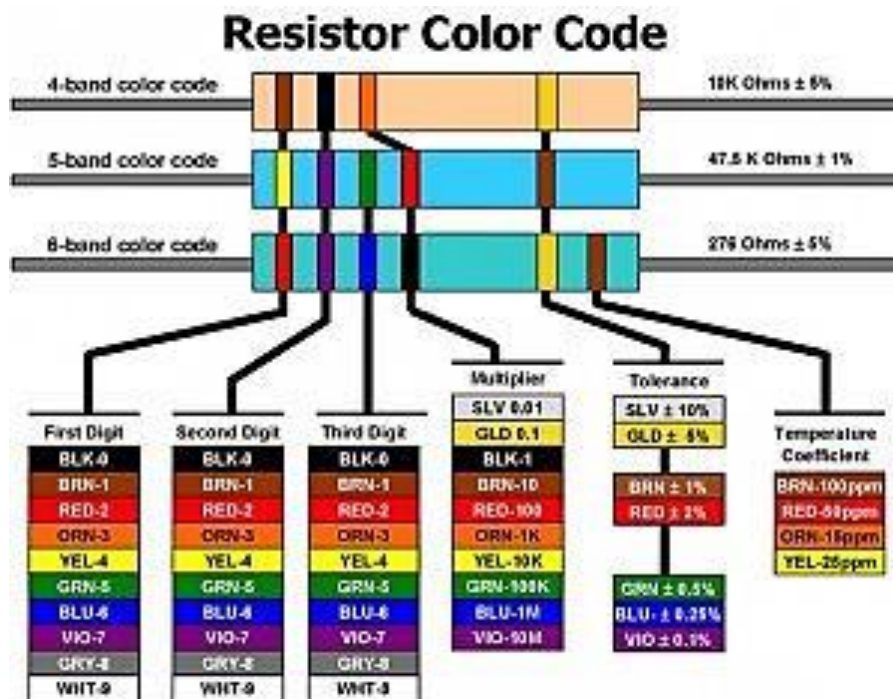 Resistor Color Code
4-band color code
10K Ohms ± 5%
5-band color code
47.5 K Ohms ± 1%
6-band color code
276 Ohms ± 5%
First Digit
BLK-0
BRN-1
RED-2
ORN-3
YEL-4
GRN-5
BLU-6
VIO-7
GRY-8
WHT-9
Second Digit
BLK-0
BRN-1
RED-2
ORN-3
YEL-4
GRN-5
BLU-6
VIO-7
GRY-8
WHT-9
Third Digit
BLK-0
BRN-1
RED-2
ORN-3
YEL-4
GRN-5
BLU-6
VIO-7
GRY-8
Multiplier
SLV 0.01
GLD 0.1
BLK-1
BRN-10
RED-100
ORN-1K
YEL-10K
GRN-100K
BLU-1M
VIO-10M
Tolerance
SLV ± 10%
GLD ± 5%
BRN ± 1%
RED ± 2%
GRN ± 0.5%
BLU- ± 0.25%
VIO ± 0.1%
Temperature
Coefficient
BRN-100ppm
RED-50ppm
ORN-15ppm
YEL-25ppm